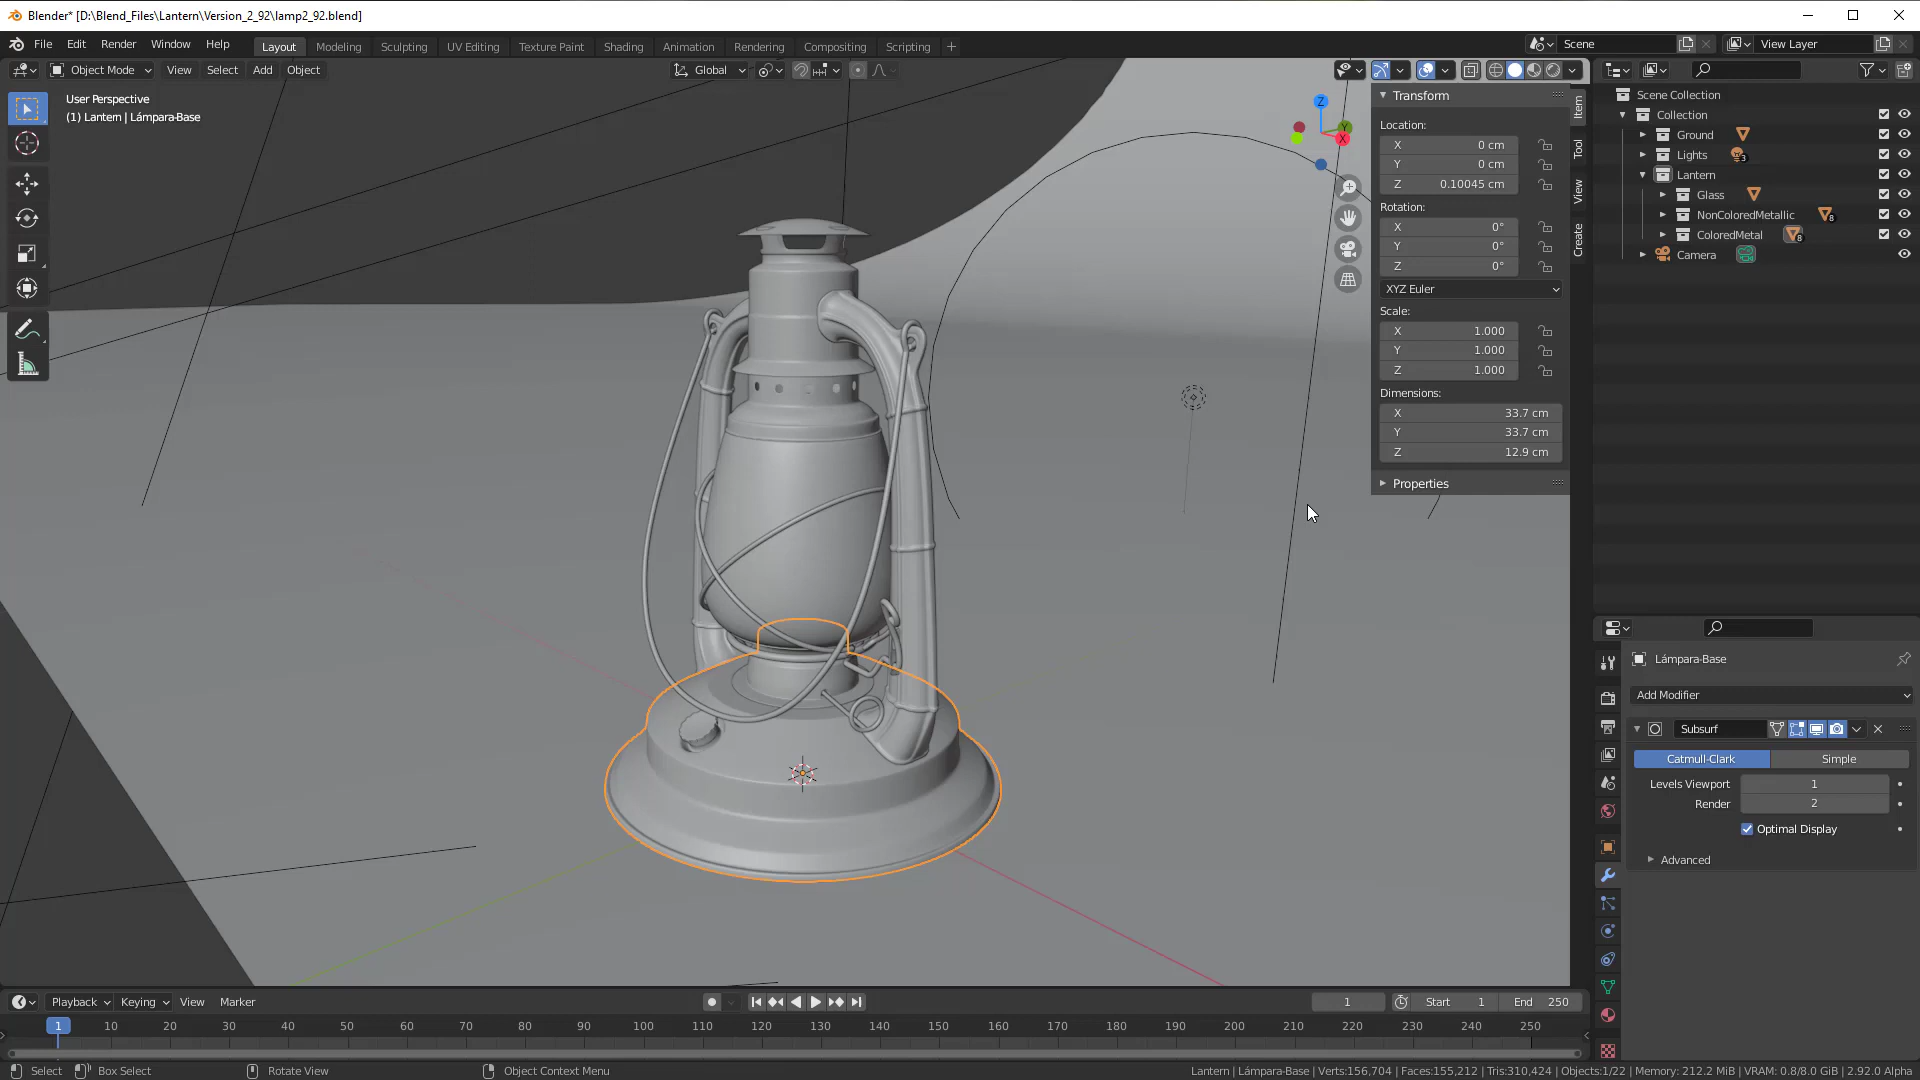 Blender* [D:\Blend_Files\Lantern\Version_2_92\lamp2_92.blend]
File Edit Render Window Help Layout Modeling Sculpting UV Editing Texture Paint Shading Animation Rendering Compositing Scripting + Scene View Layer
Object Mode View Select Add Object Global
User Perspective
(1) Lantern | Lámpara-Base
Z
Y
X
Transform
Location:
X 0 cm
Y 0 cm
Z 0.10045 cm
Rotation:
X 0°
Y 0°
Z 0°
XYZ Euler
Scale:
X 1.000
Y 1.000
Z 1.000
Dimensions:
X 33.7 cm
Y 33.7 cm
Z 12.9 cm
Properties
Item
Tool
View
Create
Scene Collection
Collection
Ground
Lights 3
Lantern
Glass
NonColoredMetallic 8
ColoredMetal 8
Camera
Lámpara-Base
Add Modifier
Subsurf
Catmull-Clark Simple
Levels Viewport 1
Render 2
Optimal Display
Advanced
Playback Keying View Marker 1 Start 1 End 250
1 10 20 30 40 50 60 70 80 90 100 110 120 130 140 150 160 170 180 190 200 210 220 230 240 250
Select Box Select Rotate View Object Context Menu Lantern | Lámpara-Base | Verts:156,704 | Faces:155,212 | Tris:310,424 | Objects:1/22 | Memory: 212.2 MiB | VRAM: 0.8/8.0 GiB | 2.92.0 Alpha